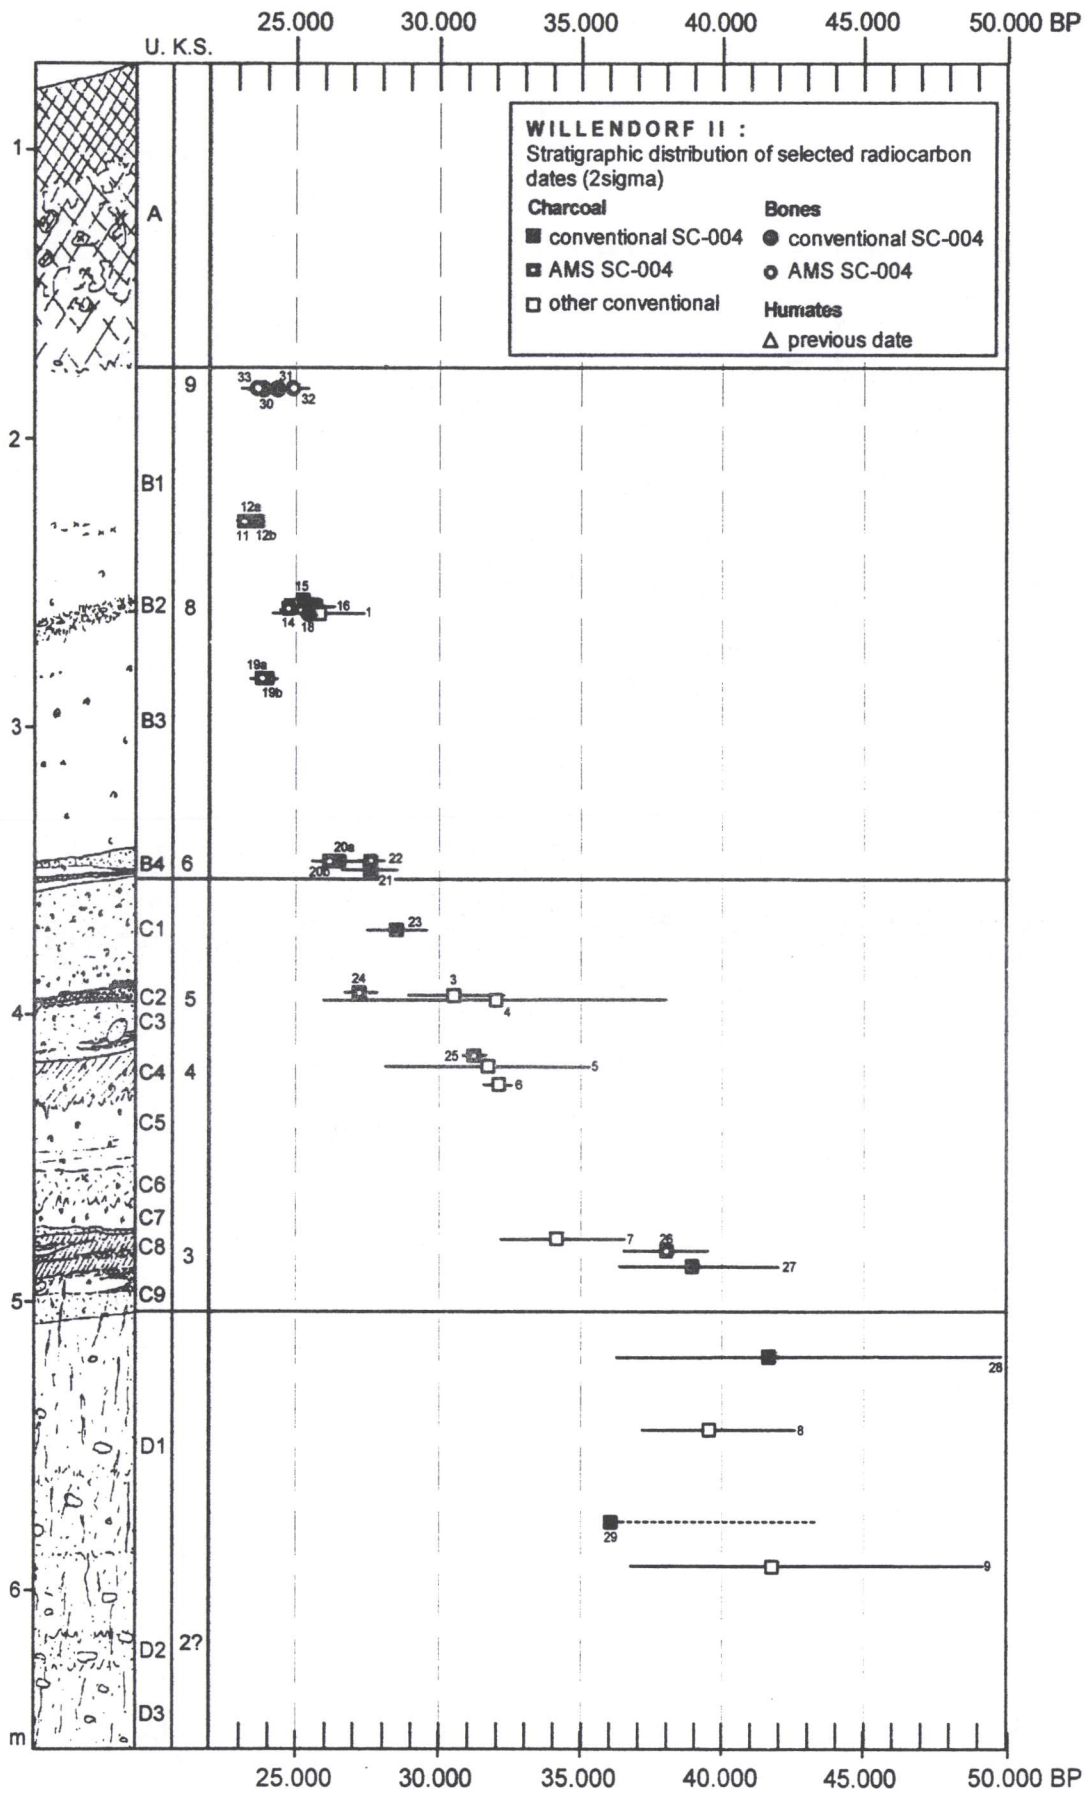 25.000 30.000 35.000 40.000 45.000 50.000 BP
U. K.S.
WILLENDORF II :
Stratigraphic distribution of selected radiocarbon
dates (2sigma)
Charcoal Bones
conventional SC-004 conventional SC-004
AMS SC-004 AMS SC-004
other conventional Humates
previous date
1
A
9 33 31
30 32
2
B1
12a
11 12b
15
B2 8 16 1
14 18
19a
19b
3 B3
20a
B4 6 22
20b 21
C1 23
24 3
C2 5
4
4 C3
25 5
C4 4
6
C5
C6
C7
7 26
C8
3 27
C9
5
28
8
D1
29
9
6
2?
D2
D3
m
25.000 30.000 35.000 40.000 45.000 50.000 BP